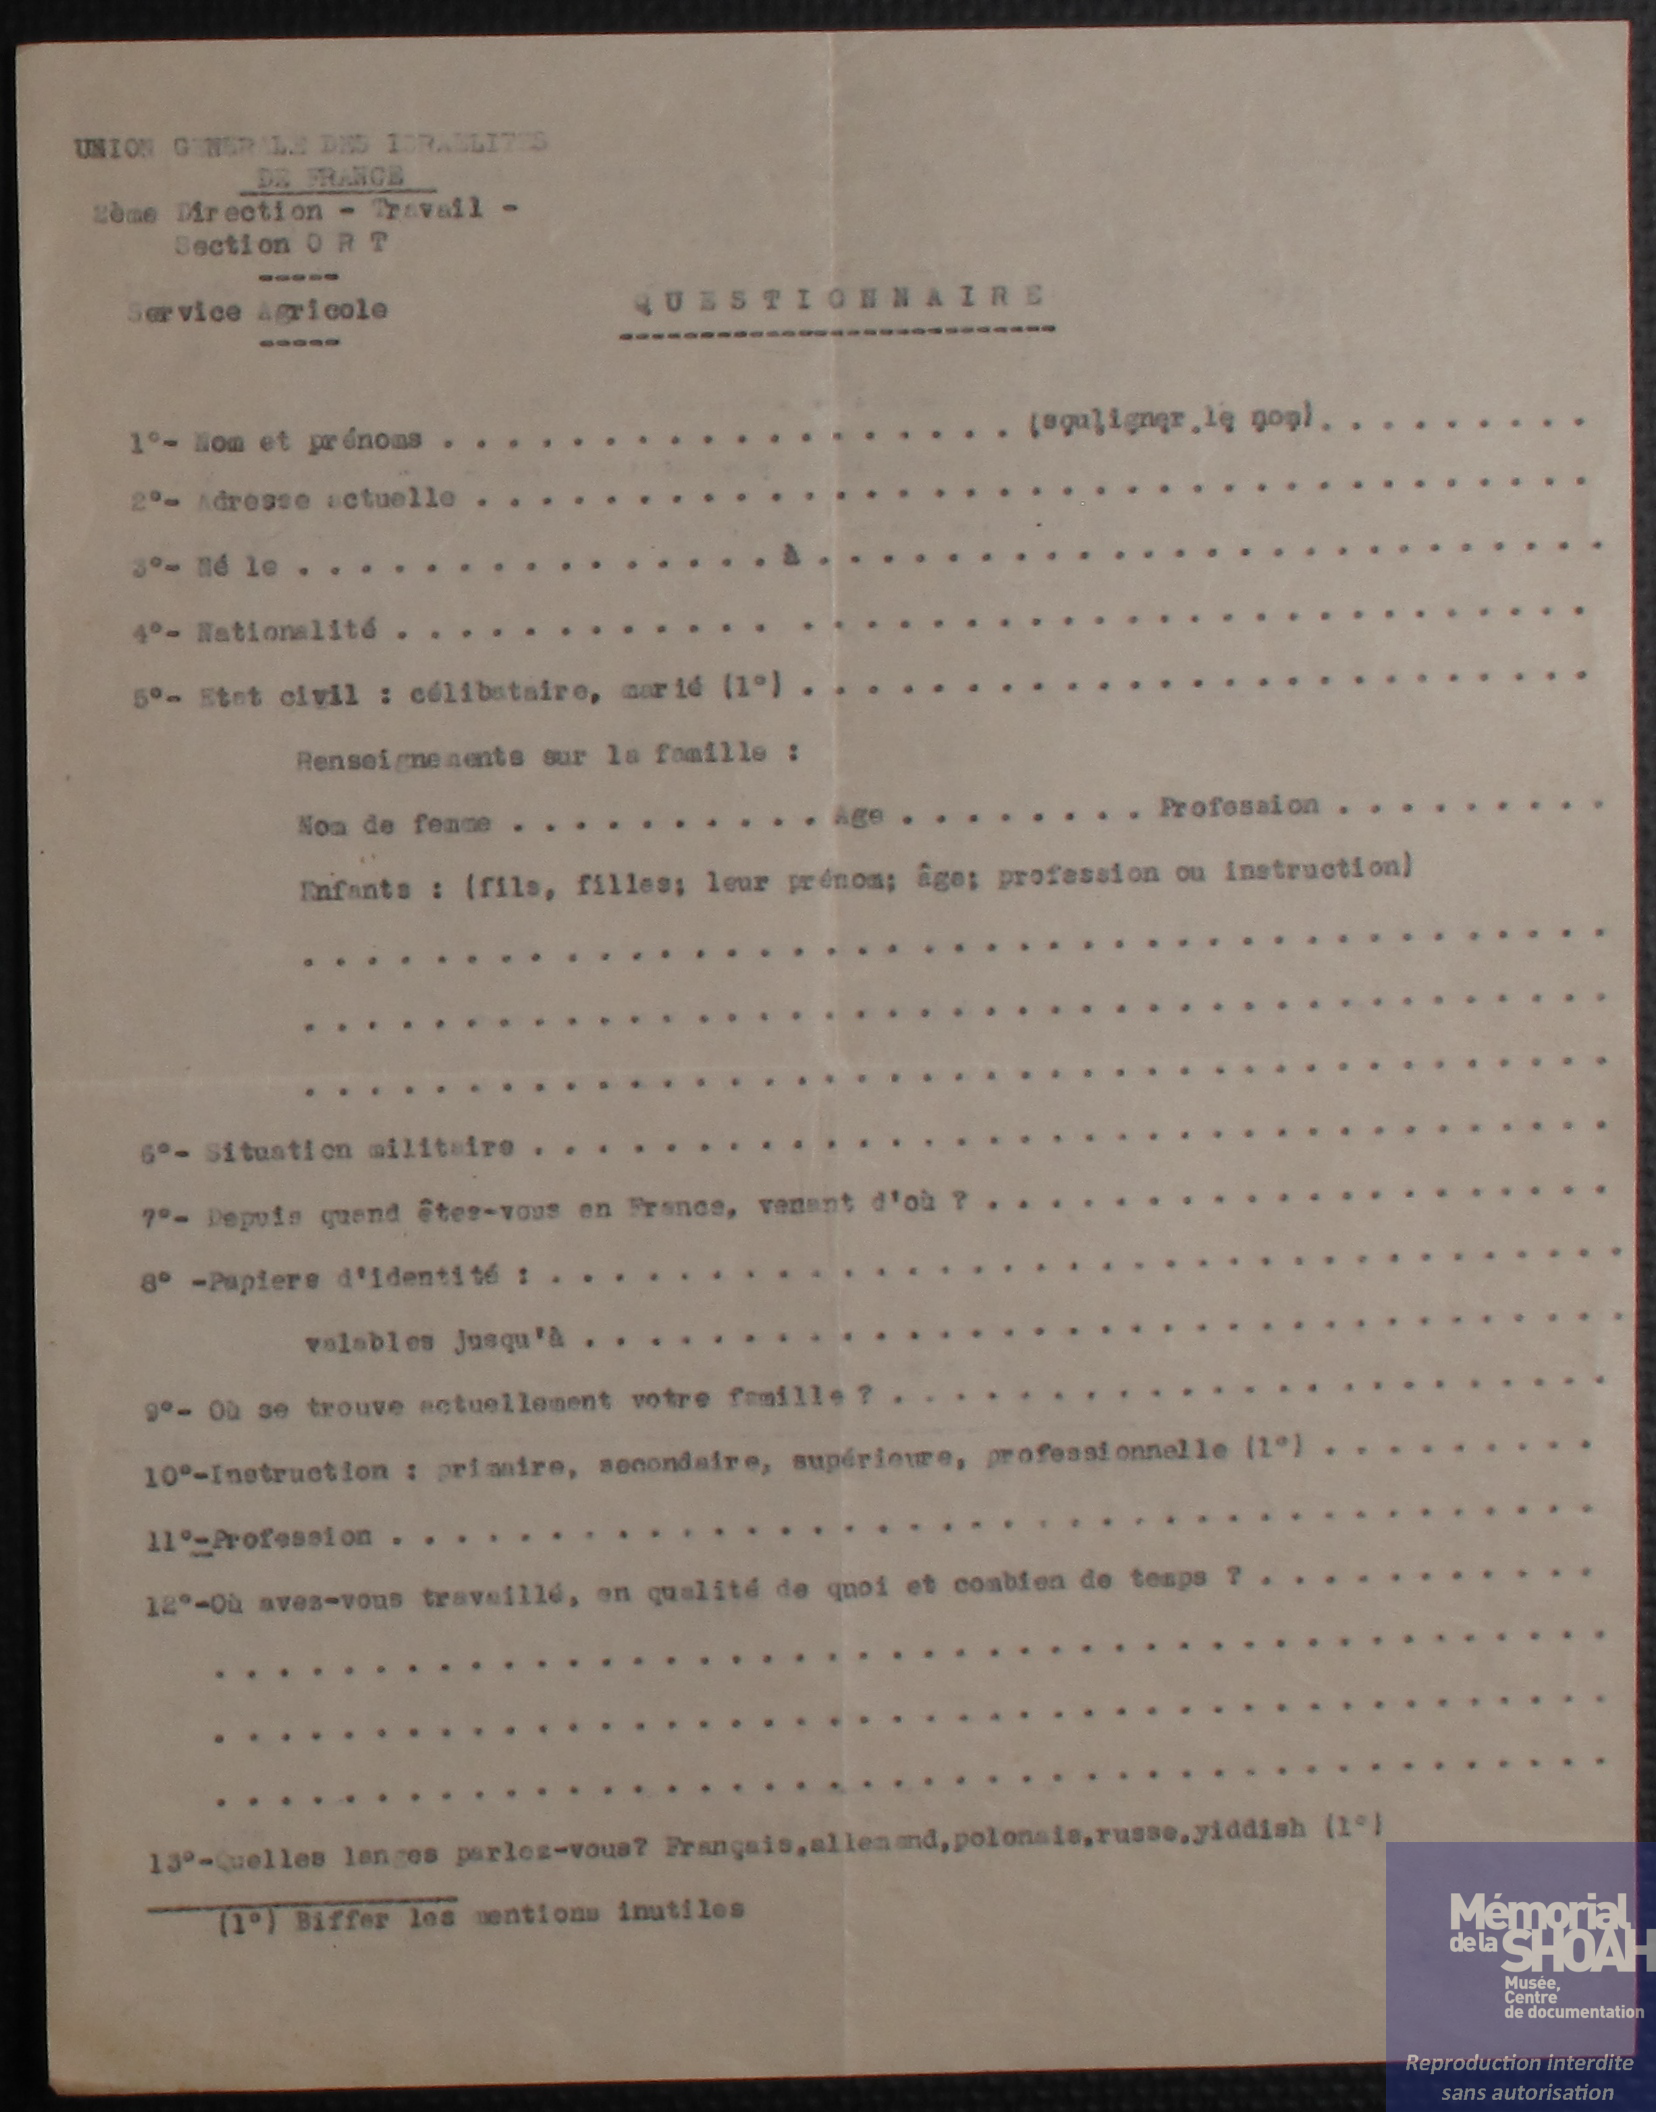 UNION GENERALE DES ISRAELITES
DE FRANCE
2ème Direction - Travail -
Section O R T
-----
Service Agricole
-----
QUESTIONNAIRE
1°- Nom et prénoms . . . . . . . . . . . . . . . . . . (souligner le nom). . . . . . . . .
2°- Adresse actuelle . . . . . . . . . . . . . . . . . . . . . . . . . . . . . . . . . . .
3°- Né le . . . . . . . . . . . . . . . à . . . . . . . . . . . . . . . . . . . . . . . . .
4°- Nationalité . . . . . . . . . . . . . . . . . . . . . . . . . . . . . . . . . . . . .
5°- Etat civil : célibataire, marié (1°) . . . . . . . . . . . . . . . . . . . . . . . . .
Renseignements sur la famille :
Nom de femme . . . . . . . . . . Age . . . . . . . . Profession . . . . . . . . .
Enfants : (fils, filles; leur prénom; âge; profession ou instruction)
. . . . . . . . . . . . . . . . . . . . . . . . . . . . . . . . . . . . . . . .
. . . . . . . . . . . . . . . . . . . . . . . . . . . . . . . . . . . . . . . .
. . . . . . . . . . . . . . . . . . . . . . . . . . . . . . . . . . . . . . . .
6°- Situation militaire . . . . . . . . . . . . . . . . . . . . . . . . . . . . . . . . . .
7°- Depuis quand êtes-vous en France, venant d'où ? . . . . . . . . . . . . . . . . . . . .
8° -Papiers d'identité : . . . . . . . . . . . . . . . . . . . . . . . . . . . . . . . . . .
valables jusqu'à . . . . . . . . . . . . . . . . . . . . . . . . . . . . . . . . .
9°- Où se trouve actuellement votre famille ? . . . . . . . . . . . . . . . . . . . . . . .
10°-Instruction : primaire, secondaire, supérieure, professionnelle (1°) . . . . . . . . .
11°-Profession . . . . . . . . . . . . . . . . . . . . . . . . . . . . . . . . . . . . . .
12°-Où avez-vous travaillé, en qualité de quoi et combien de temps ? . . . . . . . . . . .
. . . . . . . . . . . . . . . . . . . . . . . . . . . . . . . . . . . . . . . . . . .
. . . . . . . . . . . . . . . . . . . . . . . . . . . . . . . . . . . . . . . . . . .
. . . . . . . . . . . . . . . . . . . . . . . . . . . . . . . . . . . . . . . . . . .
13°-Quelles langes parlez-vous? Français,allemand,polonais,russe,yiddish (1°)
(1°) Biffer les mentions inutiles
Mémorial
de la SHOAH
Musée,
Centre
de documentation
Reproduction interdite
sans autorisation